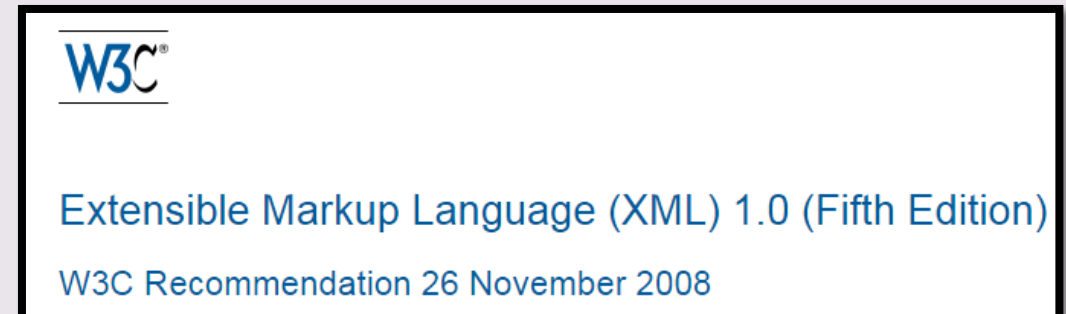 W3C®
Extensible Markup Language (XML) 1.0 (Fifth Edition)
W3C Recommendation 26 November 2008